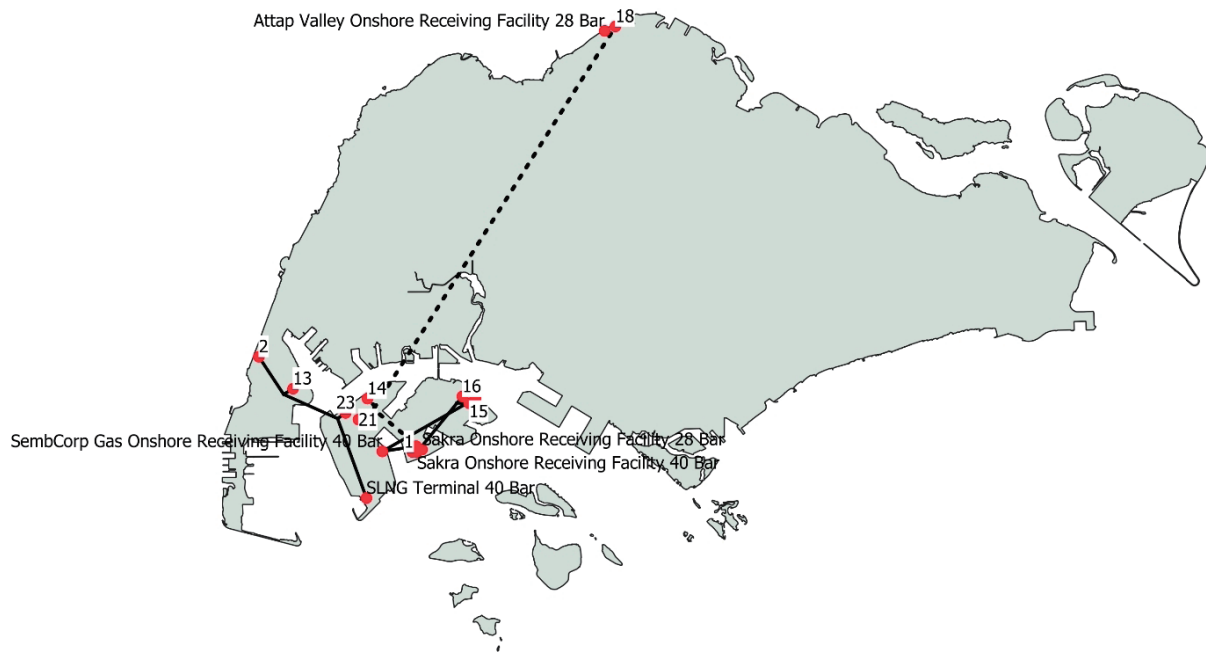 Attap Valley Onshore Receiving Facility 28 Bar
18
2
13
14
16
23
15
21
SembCorp Gas Onshore Receiving Facility 40 Bar
1
Sakra Onshore Receiving Facility 28 Bar
Sakra Onshore Receiving Facility 40 Bar
SLNG Terminal 40 Bar